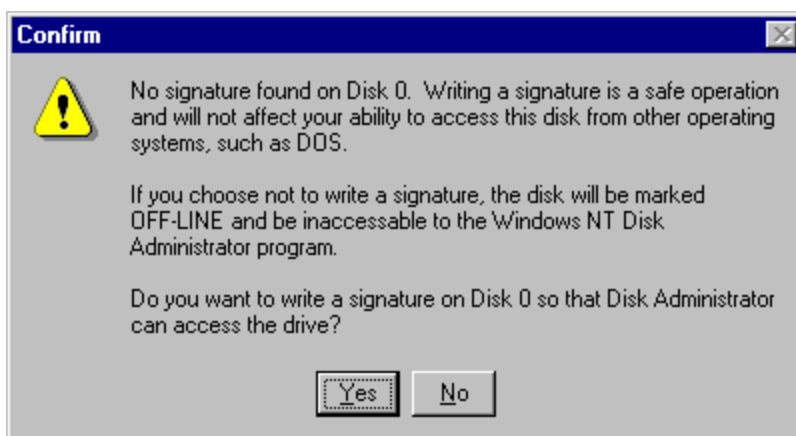 Confirm
No signature found on Disk 0.  Writing a signature is a safe operation
and will not affect your ability to access this disk from other operating
systems, such as DOS.
If you choose not to write a signature, the disk will be marked
OFF-LINE and be inaccessable to the Windows NT Disk
Administrator program.
Do you want to write a signature on Disk 0 so that Disk Administrator
can access the drive?
Yes No